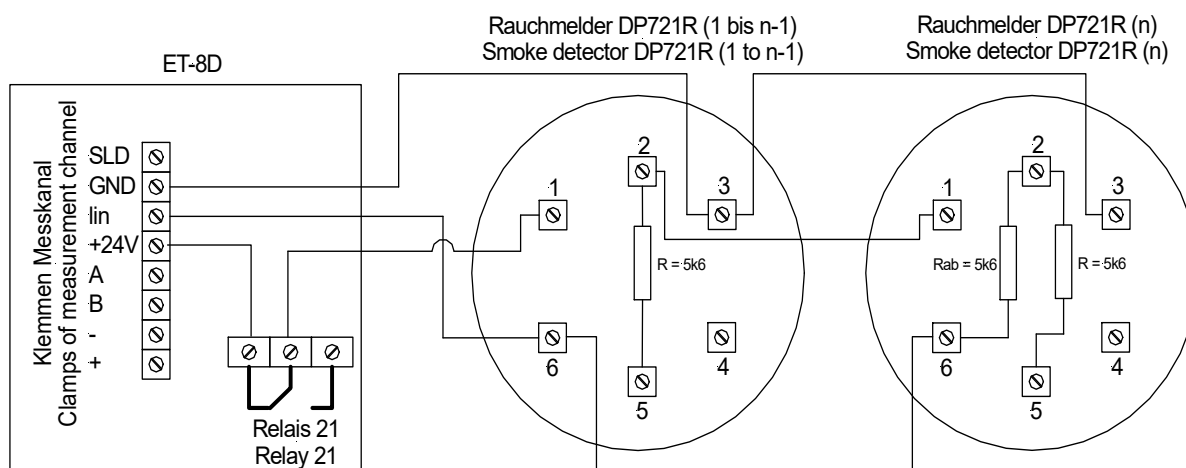 Rauchmelder DP721R (1 bis n-1)
Smoke detector DP721R (1 to n-1)
Rauchmelder DP721R (n)
Smoke detector DP721R (n)
ET-8D
Klemmen Messkanal
Clamps of measurement channel
SLD
GND
Iin
+24V
A
B
-
+
Relais 21
Relay 21
1
2
3
R = 5k6
6
4
5
1
2
3
Rab = 5k6
R = 5k6
6
4
5